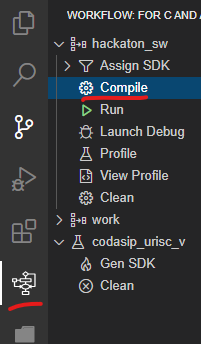 WORKFLOW: FOR C AND A
hackaton_sw
Assign SDK
Compile
Run
Launch Debug
Profile
View Profile
Clean
work
codasip_urisc_v
Gen SDK
Clean